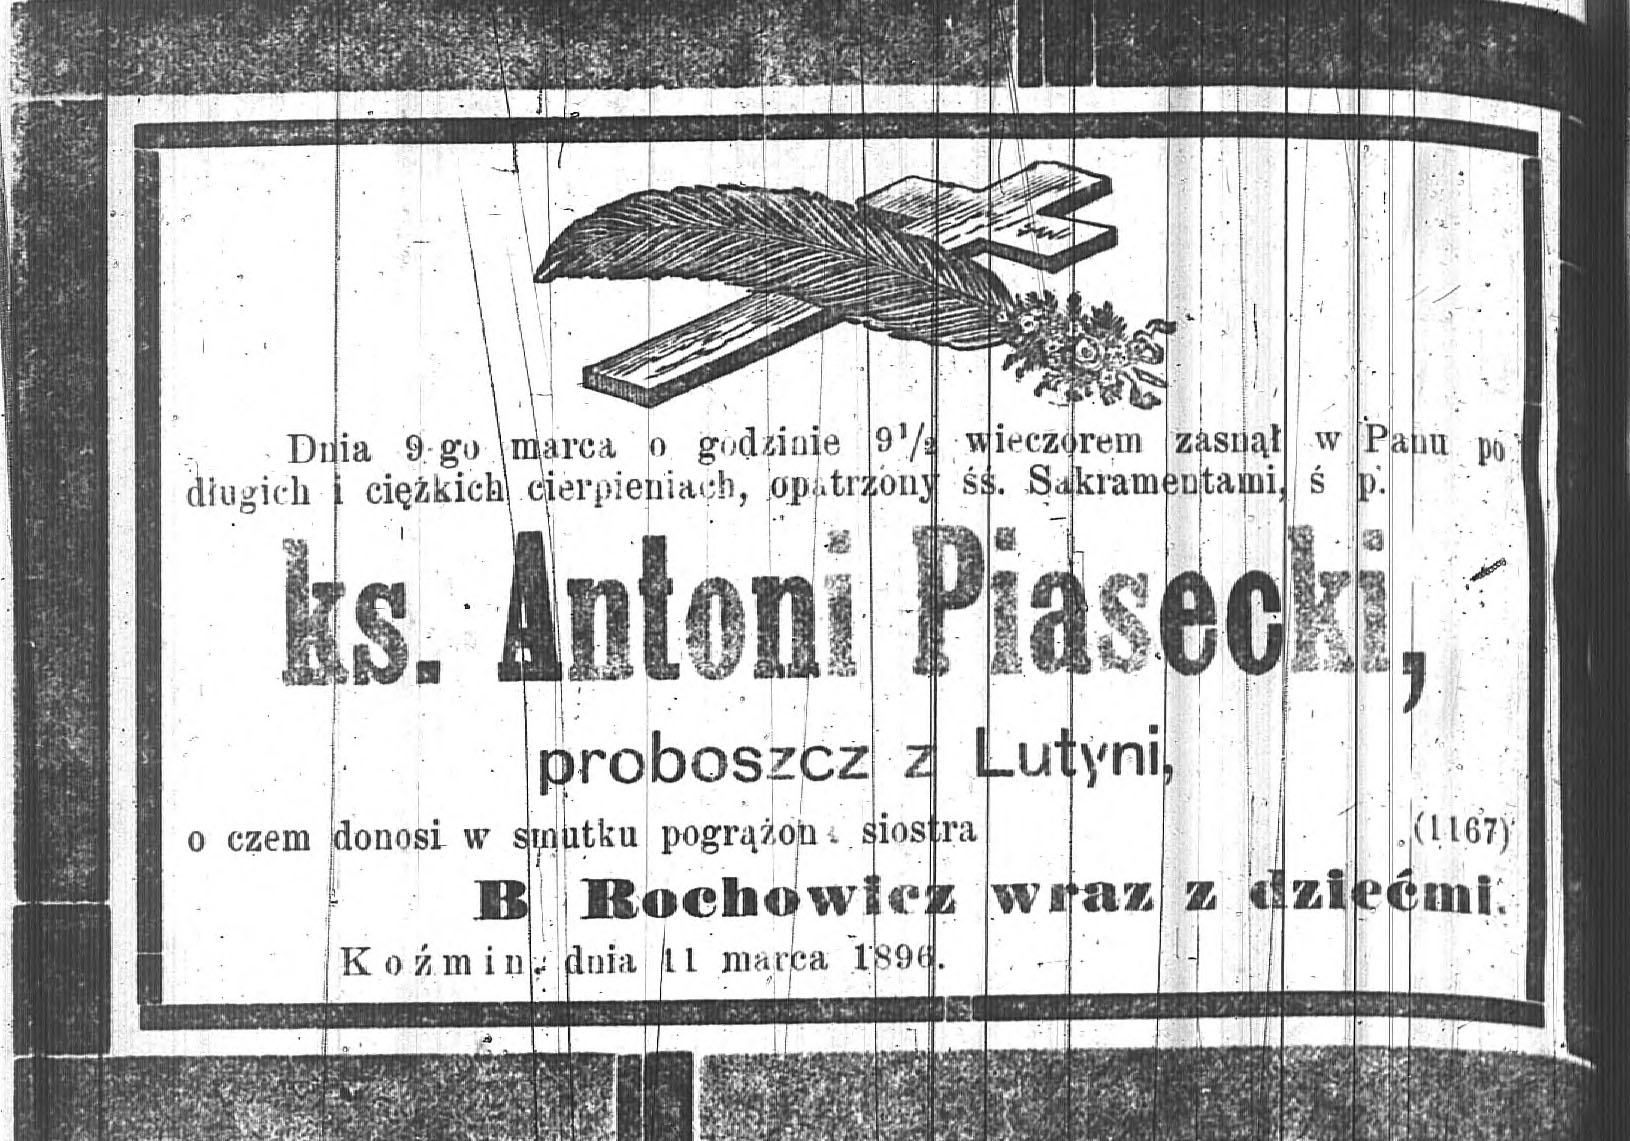 Dnia 9-go marca o godzinie 9¹/₂ wieczorem zasnął w Panu po
długich i ciężkich cierpieniach, opatrzony śś. Sakramentami, ś p.
ks. Antoni Piasecki,
proboszcz z Lutyni,
o czem donosi w smutku pogrążona siostra (1167)
B Rochowicz wraz z dziećmi.
Koźmin, dnia 11 marca 1896.